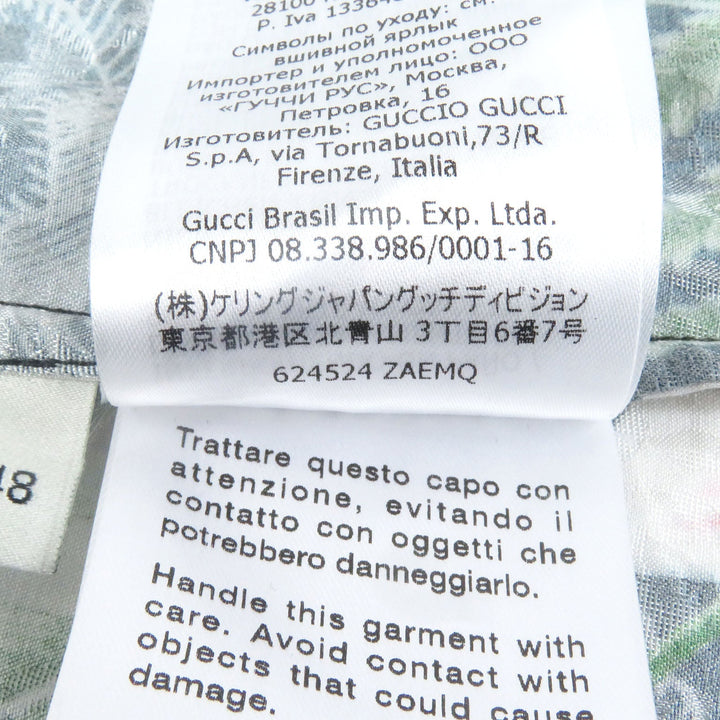 28100
P. Iva 13364
Символы по уходу: см.
вшивной ярлык
Импортер и уполномоченное
изготовителем лицо: ООО
«ГУЧЧИ РУС», Москва,
Петровка, 16
Изготовитель: GUCCIO GUCCI
S.p.A, via Tornabuoni,73/R
Firenze, Italia
Gucci Brasil Imp. Exp. Ltda.
CNPJ 08.338.986/0001-16
(株)ケリングジャパングッチディビジョン
東京都港区北青山 3丁目6番7号
624524 ZAEMQ
48
Trattare questo capo con
attenzione, evitando il
contatto con oggetti che
potrebbero danneggiarlo.
Handle this garment with
care. Avoid contact with
objects that could cause
damage.